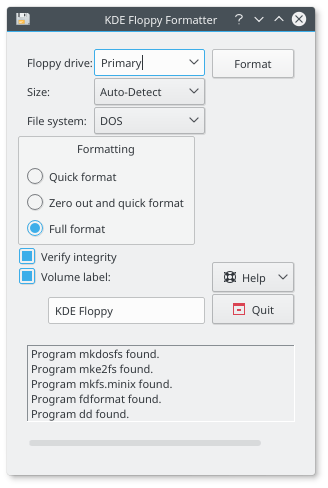 KDE Floppy Formatter
Floppy drive: Primary Format
Size: Auto-Detect
File system: DOS
Formatting
Quick format
Zero out and quick format
Full format
Verify integrity
Volume label: Help
KDE Floppy Quit
Program mkdosfs found.
Program mke2fs found.
Program mkfs.minix found.
Program fdformat found.
Program dd found.